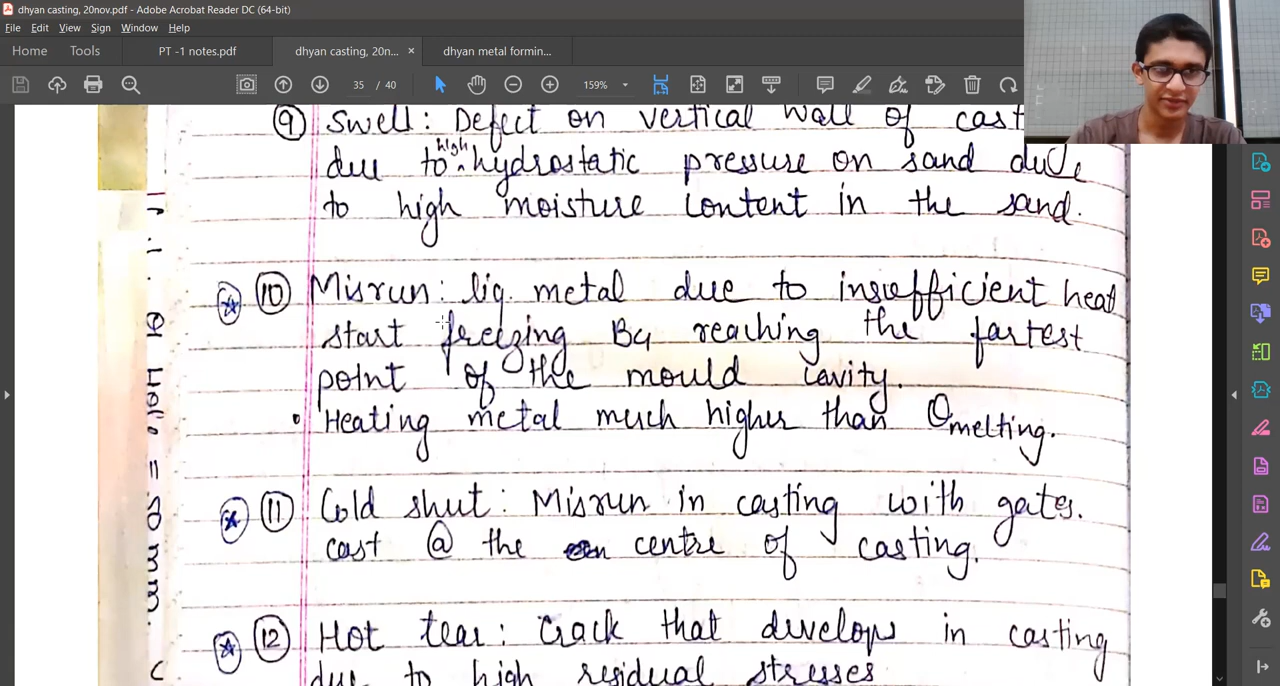 dhyan casting, 20nov.pdf - Adobe Acrobat Reader DC (64-bit)
File Edit View Sign Window Help
Home Tools PT -1 notes.pdf dhyan casting, 20n... × dhyan metal formin...
35 / 40 159%
⑨ Swell: Defect on vertical wall of cast
due to high hydrostatic pressure on sand due
to high moisture content in the sand.
⑩ Misrun: liq. metal due to insufficient heat
start freezing B4 reaching the fartest
point of the mould cavity.
• Heating metal much higher than θmelting.
⑪ Cold shut: Misrun in casting with gates.
cast @ the centre of casting.
⑫ Hot tear: Crack that develops in casting
due to high residual stresses